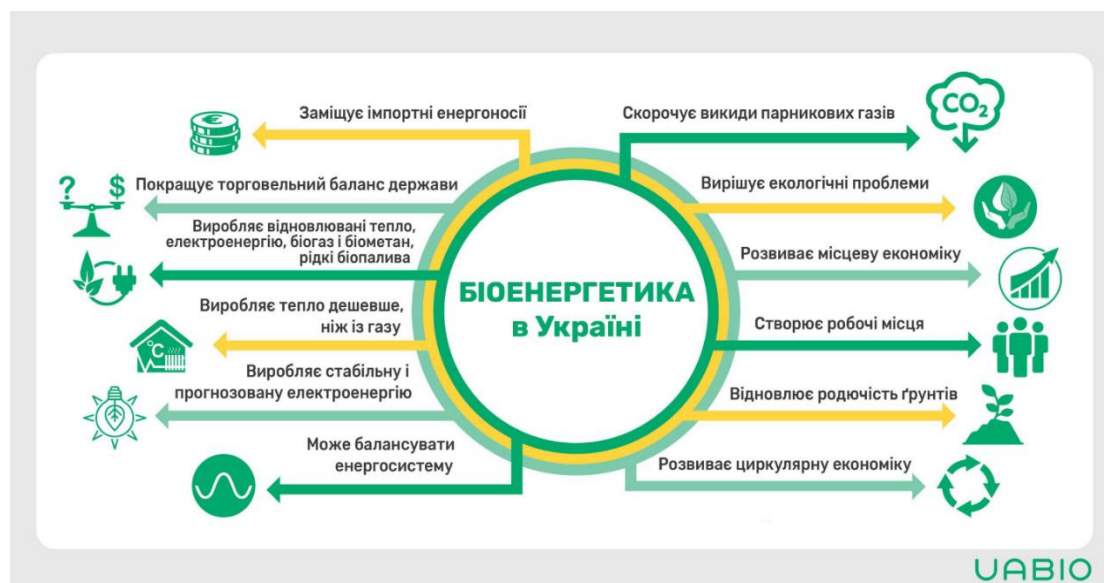 Заміщує імпортні енергоносії
Покращує торговельний баланс держави
Виробляє відновлювані тепло,
електроенергію, біогаз і біометан,
рідкі біопалива
Виробляє тепло дешевше,
ніж із газу
Виробляє стабільну і
прогнозовану електроенергію
Може балансувати
енергосистему
БІОЕНЕРГЕТИКА
в Україні
Скорочує викиди парникових газів
Вирішує екологічні проблеми
Розвиває місцеву економіку
Створює робочі місця
Відновлює родючість ґрунтів
Розвиває циркулярну економіку
€
? $
°C
CO₂
UABIO